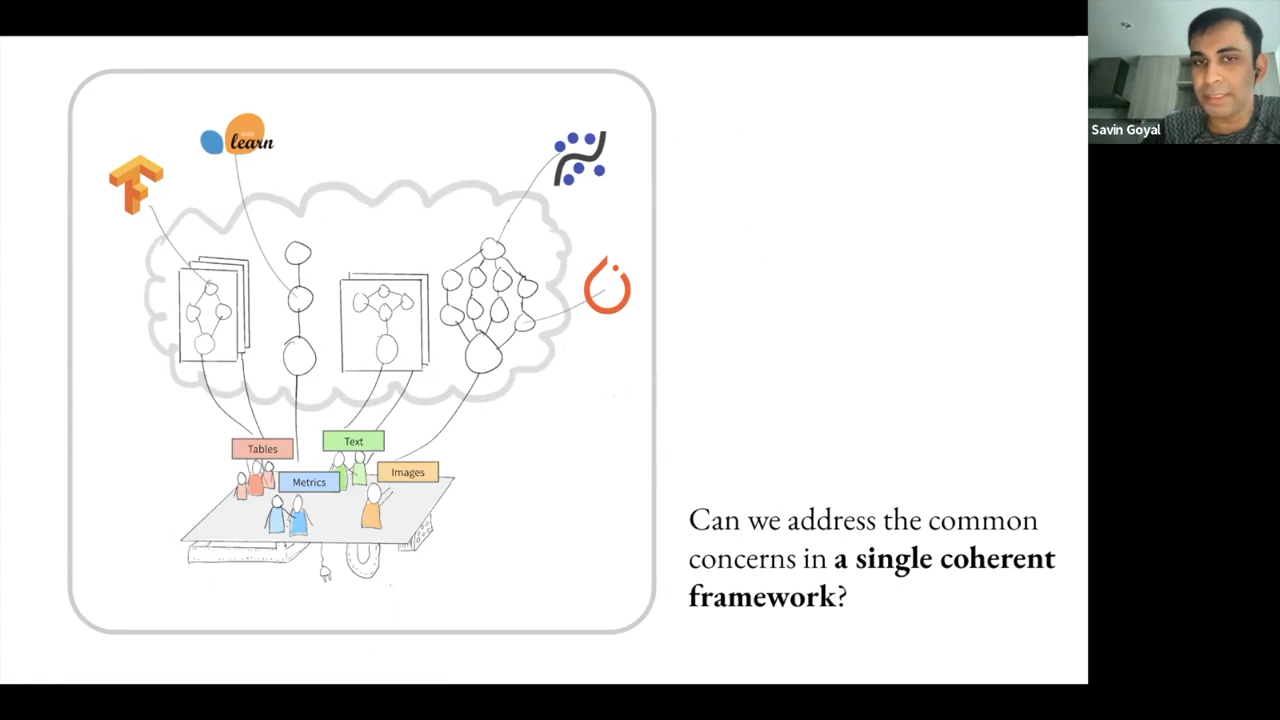 learn
Savin Goyal
Tables
Text
Metrics
Images
Can we address the common
concerns in a single coherent
framework?